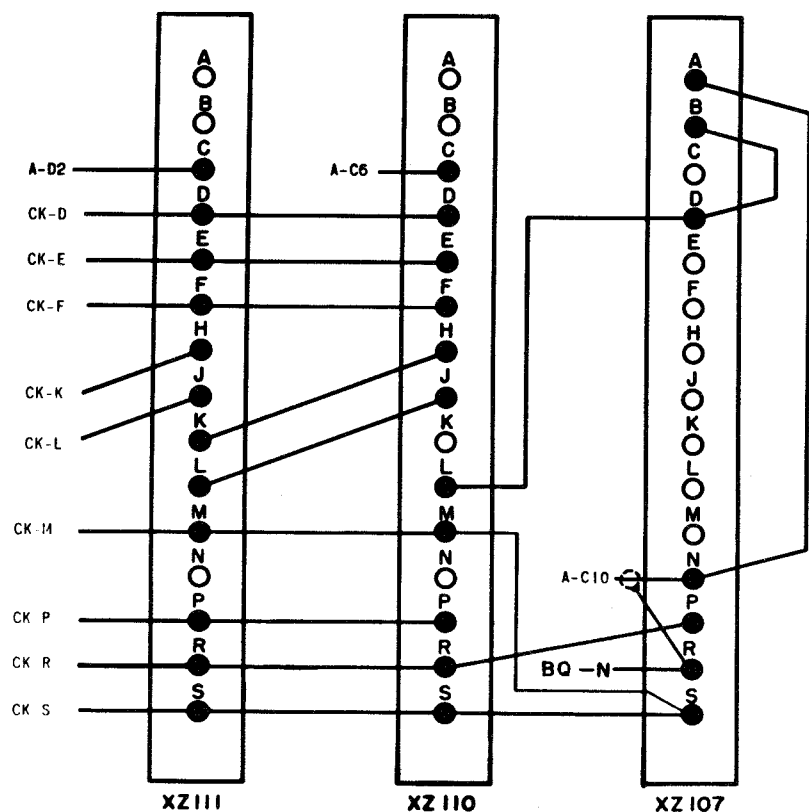 A A A
B B B
C C C
A-D2 A-C6
D D D
CK-D
E E E
CK-E
F F F
CK-F
H H H
J J J
CK-K
K K K
CK-L
L L L
M M M
CK-M
N N N
A-C10
P P P
CK P
R R R
CK R BQ-N
S S S
CK S
XZ111 XZ110 XZ107